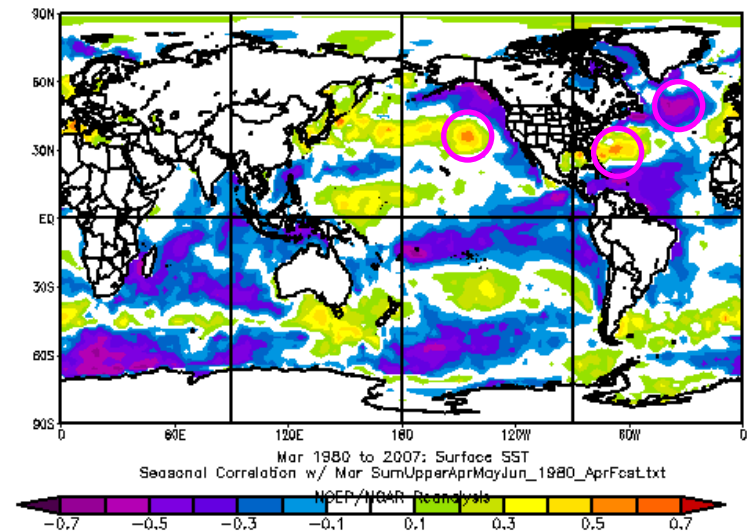 90N
60N
30N
EQ
30S
60S
90S
0 60E 120E 180 120W 60W 0
Mar 1980 to 2007: Surface SST
Seasonal Correlation w/ Mar SumUpperAprMayJun_1980_AprFcst.txt
NCEP/NCAR Reanalysis
-0.7 -0.5 -0.3 -0.1 0.1 0.3 0.5 0.7